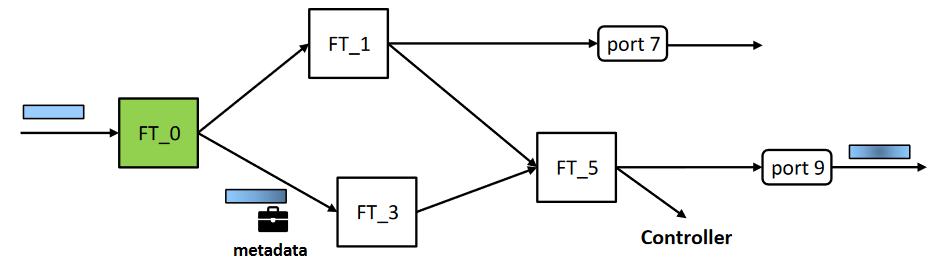 FT_1
port 7
FT_0
FT_5
port 9
FT_3
Controller
metadata